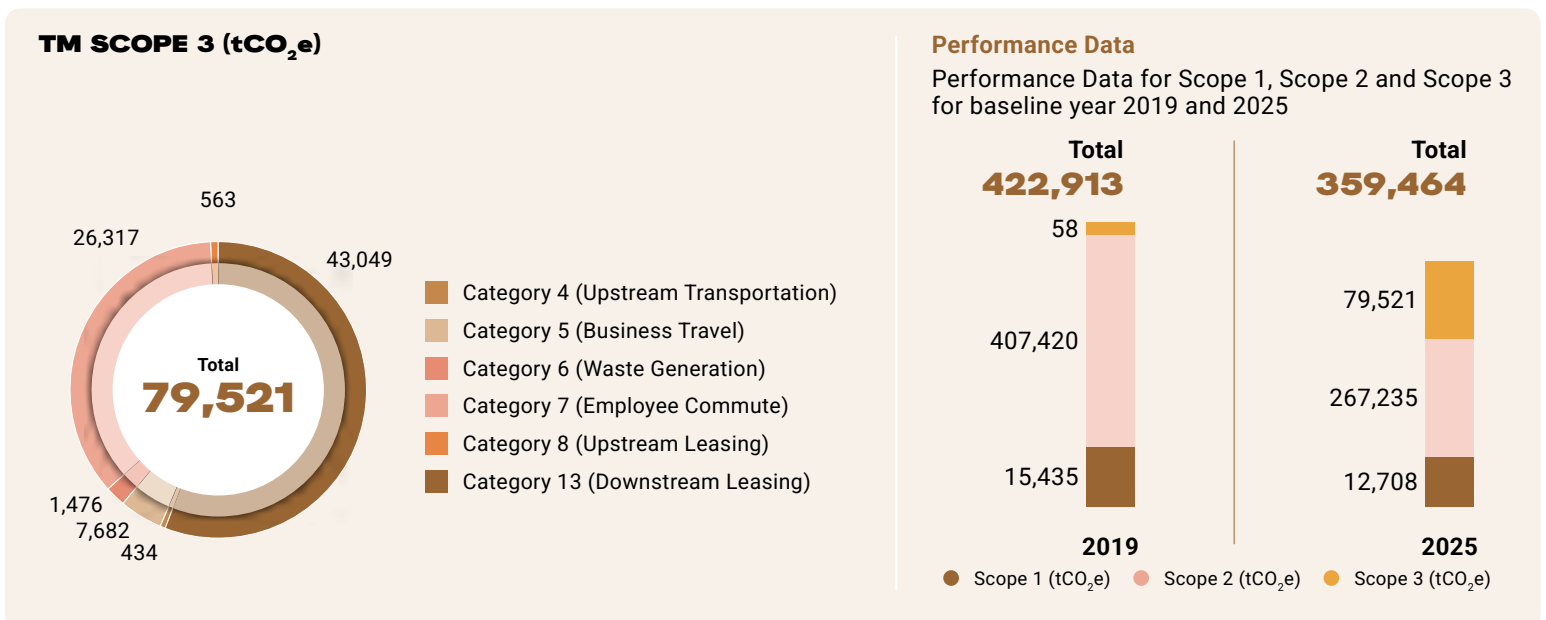 TM SCOPE 3 (tCO₂e)
563
26,317
43,049
Total
79,521
1,476
7,682
434
Category 4 (Upstream Transportation)
Category 5 (Business Travel)
Category 6 (Waste Generation)
Category 7 (Employee Commute)
Category 8 (Upstream Leasing)
Category 13 (Downstream Leasing)
Performance Data
Performance Data for Scope 1, Scope 2 and Scope 3
for baseline year 2019 and 2025
Total
422,913
58
407,420
15,435
2019
Total
359,464
79,521
267,235
12,708
2025
Scope 1 (tCO₂e)
Scope 2 (tCO₂e)
Scope 3 (tCO₂e)